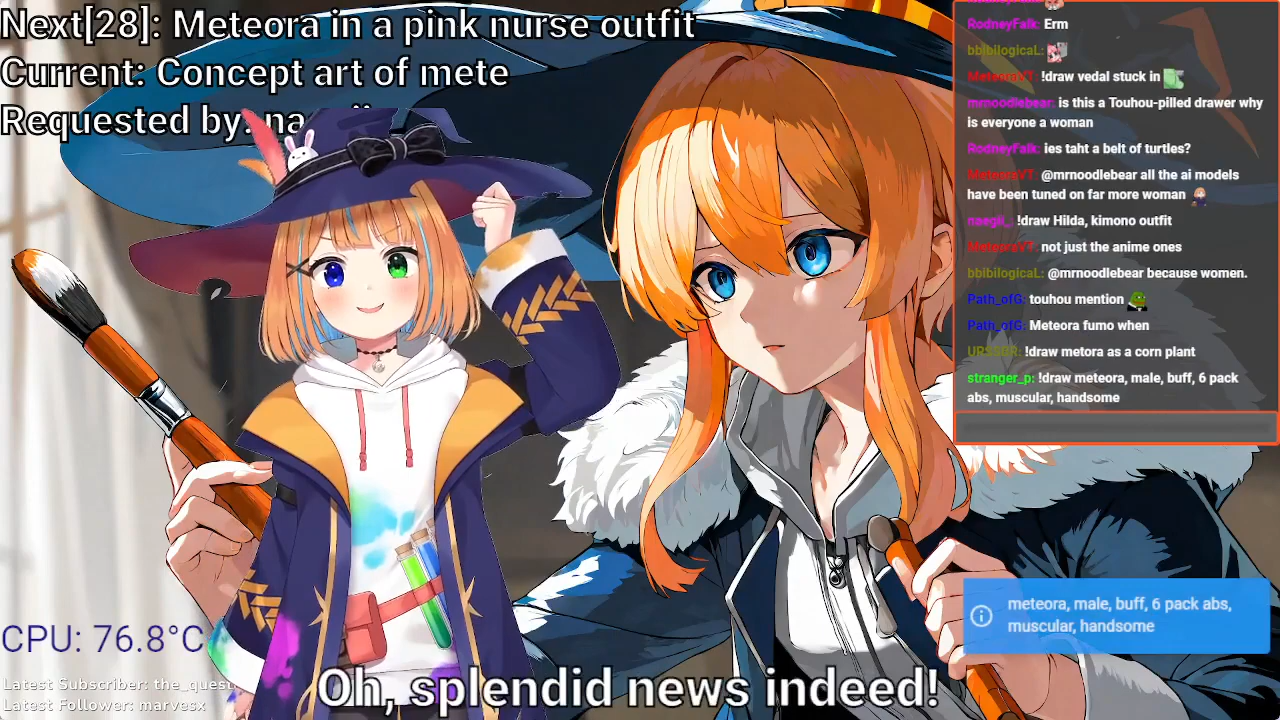 Next[28]: Meteora in a pink nurse outfit
Current: Concept art of mete
Requested by: na
RodneyFalk: Erm
bbibilogicaL:
MeteoraVT: !draw vedal stuck in
mrnoodlebear: is this a Touhou-pilled drawer why
is everyone a woman
RodneyFalk: ies taht a belt of turtles?
MeteoraVT: @mrnoodlebear all the ai models
have been tuned on far more woman
naegii_: !draw Hilda, kimono outfit
MeteoraVT: not just the anime ones
bbibilogicaL: @mrnoodlebear because women.
Path_ofG: touhou mention
Path_ofG: Meteora fumo when
!draw metora as a corn plant
stranger_p: !draw meteora, male, buff, 6 pack
abs, muscular, handsome
meteora, male, buff, 6 pack abs,
muscular, handsome
CPU: 76.8°C
Latest Subscriber: the_quest
Latest Follower: marvesx
Oh, splendid news indeed!